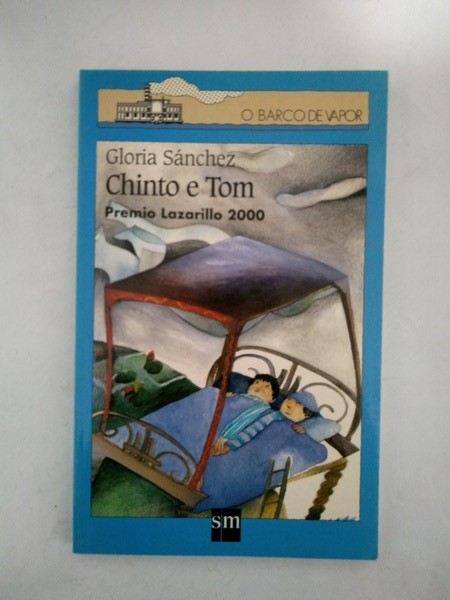 O BARCO DE VAPOR
Gloria Sánchez
Chinto e Tom
Premio Lazarillo 2000
sm